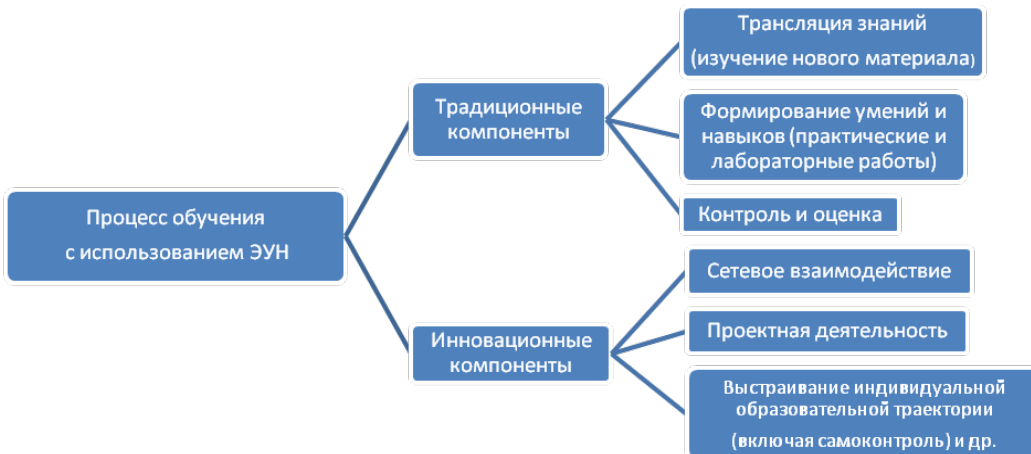 Процесс обучения
с использованием ЭУН
Традиционные
компоненты
Трансляция знаний
(изучение нового материала)
Формирование умений и
навыков (практические и
лабораторные работы)
Контроль и оценка
Инновационные
компоненты
Сетевое взаимодействие
Проектная деятельность
Выстраивание индивидуальной
образовательной траектории
(включая самоконтроль) и др.